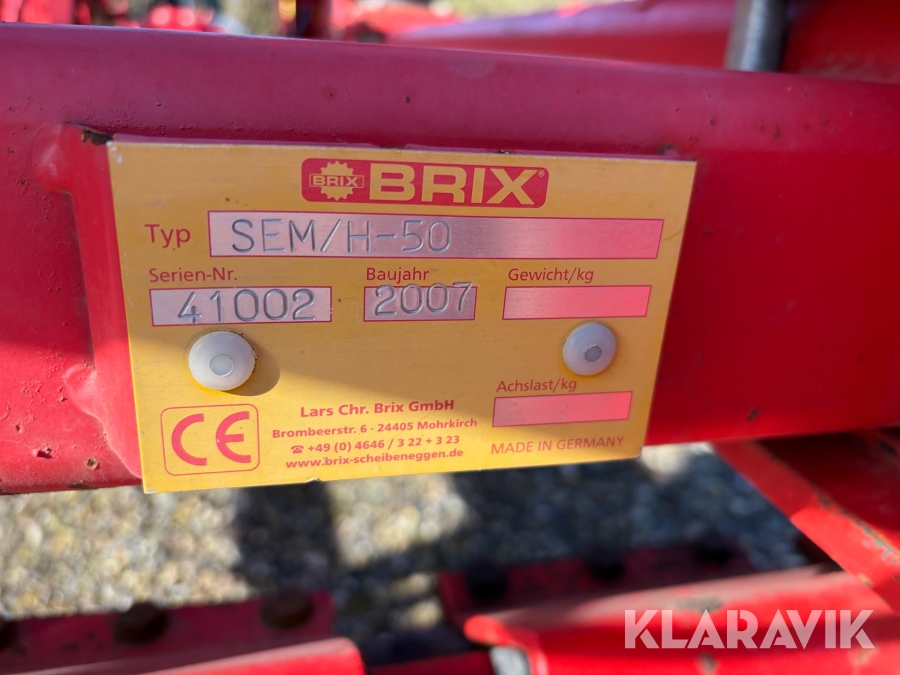 BRIX BRIX
Typ SEM/H-50
Serien-Nr. Baujahr Gewicht/kg
41002 2007
Achslast/kg
CE
Lars Chr. Brix GmbH
Brombeerstr. 6 · 24405 Mohrkirch
☎ +49 (0) 4646 / 3 22 + 3 23
www.brix-scheibeneggen.de
MADE IN GERMANY
KLARAVIK